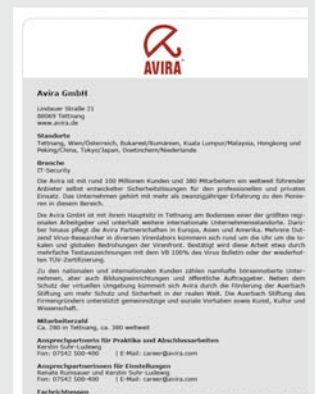 AVIRA
Avira GmbH
Lindauer Straße 21
88069 Tettnang
www.avira.de
Standorte
Tettnang, Wien/Österreich, Bukarest/Rumänien, Kuala Lumpur/Malaysia, Hongkong und
Peking/China, Tokyo/Japan, Doetinchem/Niederlande
Branche
IT-Security
Die Avira ist mit rund 100 Millionen Kunden und 380 Mitarbeitern ein weltweit führender
Anbieter selbst entwickelter Sicherheitslösungen für den professionellen und privaten
Einsatz. Das Unternehmen gehört mit mehr als zwanzigjähriger Erfahrung zu den Pionie-
ren in diesem Bereich.
Die Avira GmbH ist mit ihrem Hauptsitz in Tettnang am Bodensee einer der größten regi-
onalen Arbeitgeber und unterhält weitere internationale Unternehmensstandorte. Darü-
ber hinaus pflegt die Avira Partnerschaften in Europa, Asien und Amerika. Mehrere Dut-
zend Virus-Researcher in diversen Virenlabors kümmern sich rund um die Uhr um die lo-
kalen und globalen Bedrohungen der Virenfront. Bestätigt wird diese Arbeit etwa durch
mehrfache Testauszeichnungen mit dem VB 100% des Virus Bulletin oder der wiederhol-
ten TÜV-Zertifizierung.
Zu den nationalen und internationalen Kunden zählen namhafte börsennotierte Unter-
nehmen, aber auch Bildungseinrichtungen und öffentliche Auftraggeber. Neben dem
Schutz der virtuellen Umgebung kümmert sich Avira durch die Förderung der Auerbach
Stiftung um mehr Schutz und Sicherheit in der realen Welt. Die Auerbach Stiftung des
Firmengründers unterstützt gemeinnützige und soziale Vorhaben sowie Kunst, Kultur und
Wissenschaft.
Mitarbeiterzahl
Ca. 280 in Tettnang, ca. 380 weltweit
Ansprechpartnerin für Praktika und Abschlussarbeiten
Kerstin Suhr-Ludewig
Fon: 07542 500-400 | E-Mail: career@avira.com
Ansprechpartnerinnen für Einstellungen
Renate Rumsauer und Kerstin Suhr-Ludewig
Fon: 07542 500-400 | E-Mail: career@avira.com
Fachrichtungen